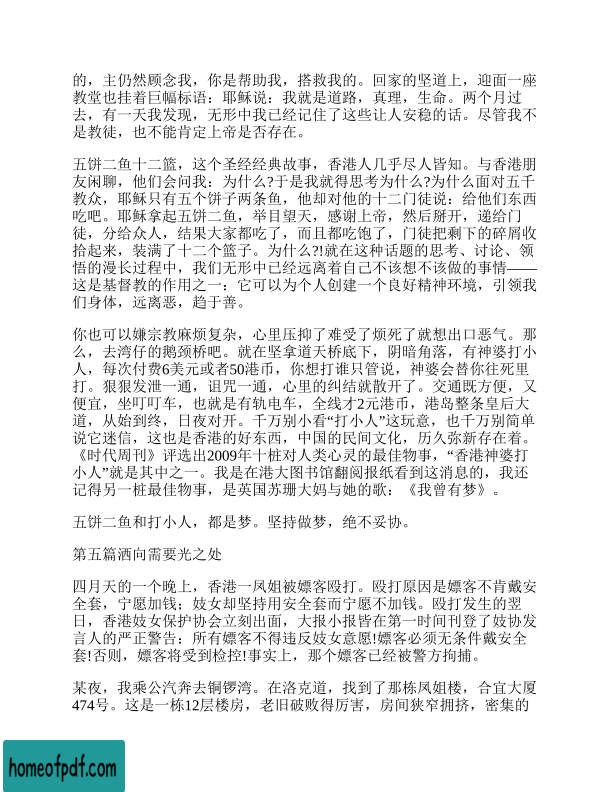 的，主仍然顾念我，你是帮助我，搭救我的。回家的坚道上，迎面一座
教堂也挂着巨幅标语：耶稣说：我就是道路，真理，生命。两个月过
去，有一天我发现，无形中我已经记住了这些让人安稳的话。尽管我不
是教徒，也不能肯定上帝是否存在。
五饼二鱼十二篮，这个圣经经典故事，香港人几乎尽人皆知。与香港朋
友闲聊，他们会问我：为什么?于是我就得思考为什么?为什么面对五千
教众，耶稣只有五个饼子两条鱼，他却对他的十二门徒说：给他们东西
吃吧。耶稣拿起五饼二鱼，举目望天，感谢上帝，然后掰开，递给门
徒，分给众人，结果大家都吃了，而且都吃饱了，门徒把剩下的碎屑收
拾起来，装满了十二个篮子。为什么?!就在这种话题的思考、讨论、领
悟的漫长过程中，我们无形中已经远离着自己不该想不该做的事情——
这是基督教的作用之一：它可以为个人创建一个良好精神环境，引领我
们身体，远离恶，趋于善。
你也可以嫌宗教麻烦复杂，心里压抑了难受了烦死了就想出口恶气。那
么，去湾仔的鹅颈桥吧。就在坚拿道天桥底下，阴暗角落，有神婆打小
人，每次付费6美元或者50港币，你想打谁只管说，神婆会替你往死里
打。狠狠发泄一通，诅咒一通，心里的纠结就散开了。交通既方便，又
便宜，坐叮叮车，也就是有轨电车，全线才2元港币，港岛整条皇后大
道，从始到终，日夜对开。千万别小看“打小人”这玩意，也千万别简单
说它迷信，这也是香港的好东西，中国的民间文化，历久弥新存在着。
《时代周刊》评选出2009年十桩对人类心灵的最佳物事，“香港神婆打
小人”就是其中之一。我是在港大图书馆翻阅报纸看到这消息的，我还
记得另一桩最佳物事，是英国苏珊大妈与她的歌：《我曾有梦》。
五饼二鱼和打小人，都是梦。坚持做梦，绝不妥协。
第五篇洒向需要光之处
四月天的一个晚上，香港一凤姐被嫖客殴打。殴打原因是嫖客不肯戴安
全套，宁愿加钱；妓女却坚持用安全套而宁愿不加钱。殴打发生的翌
日，香港妓女保护协会立刻出面，大报小报皆在第一时间刊登了妓协发
言人的严正警告：所有嫖客不得违反妓女意愿!嫖客必须无条件戴安全
套!否则，嫖客将受到检控!事实上，那个嫖客已经被警方拘捕。
某夜，我乘公汽奔去铜锣湾。在洛克道，找到了那栋凤姐楼，合宜大厦
474号。这是一栋12层楼房，老旧破败得厉害，房间狭窄拥挤，密集的
homeofpdf.com